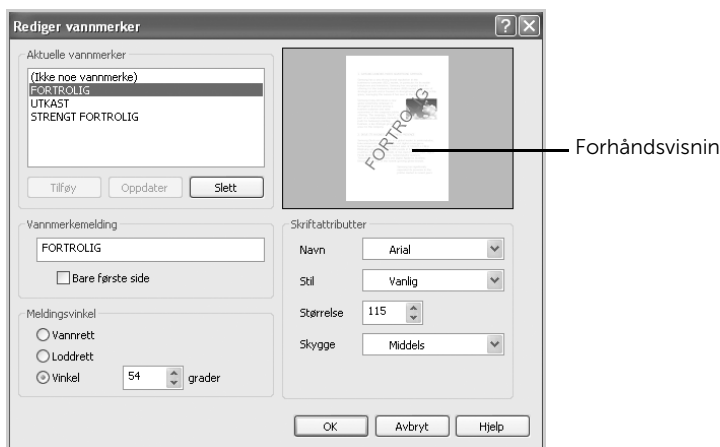 Rediger vannmerker
Aktuelle vannmerker
(Ikke noe vannmerke)
FORTROLIG
UTKAST
STRENGT FORTROLIG
Tilføy Oppdater Slett
FORTROLIG
Forhåndsvisnin
Vannmerkemelding
FORTROLIG
Bare første side
Meldingsvinkel
Vannrett
Loddrett
Vinkel 54 grader
Skriftattributter
Navn Arial
Stil Vanlig
Størrelse 115
Skygge Middels
OK Avbryt Hjelp